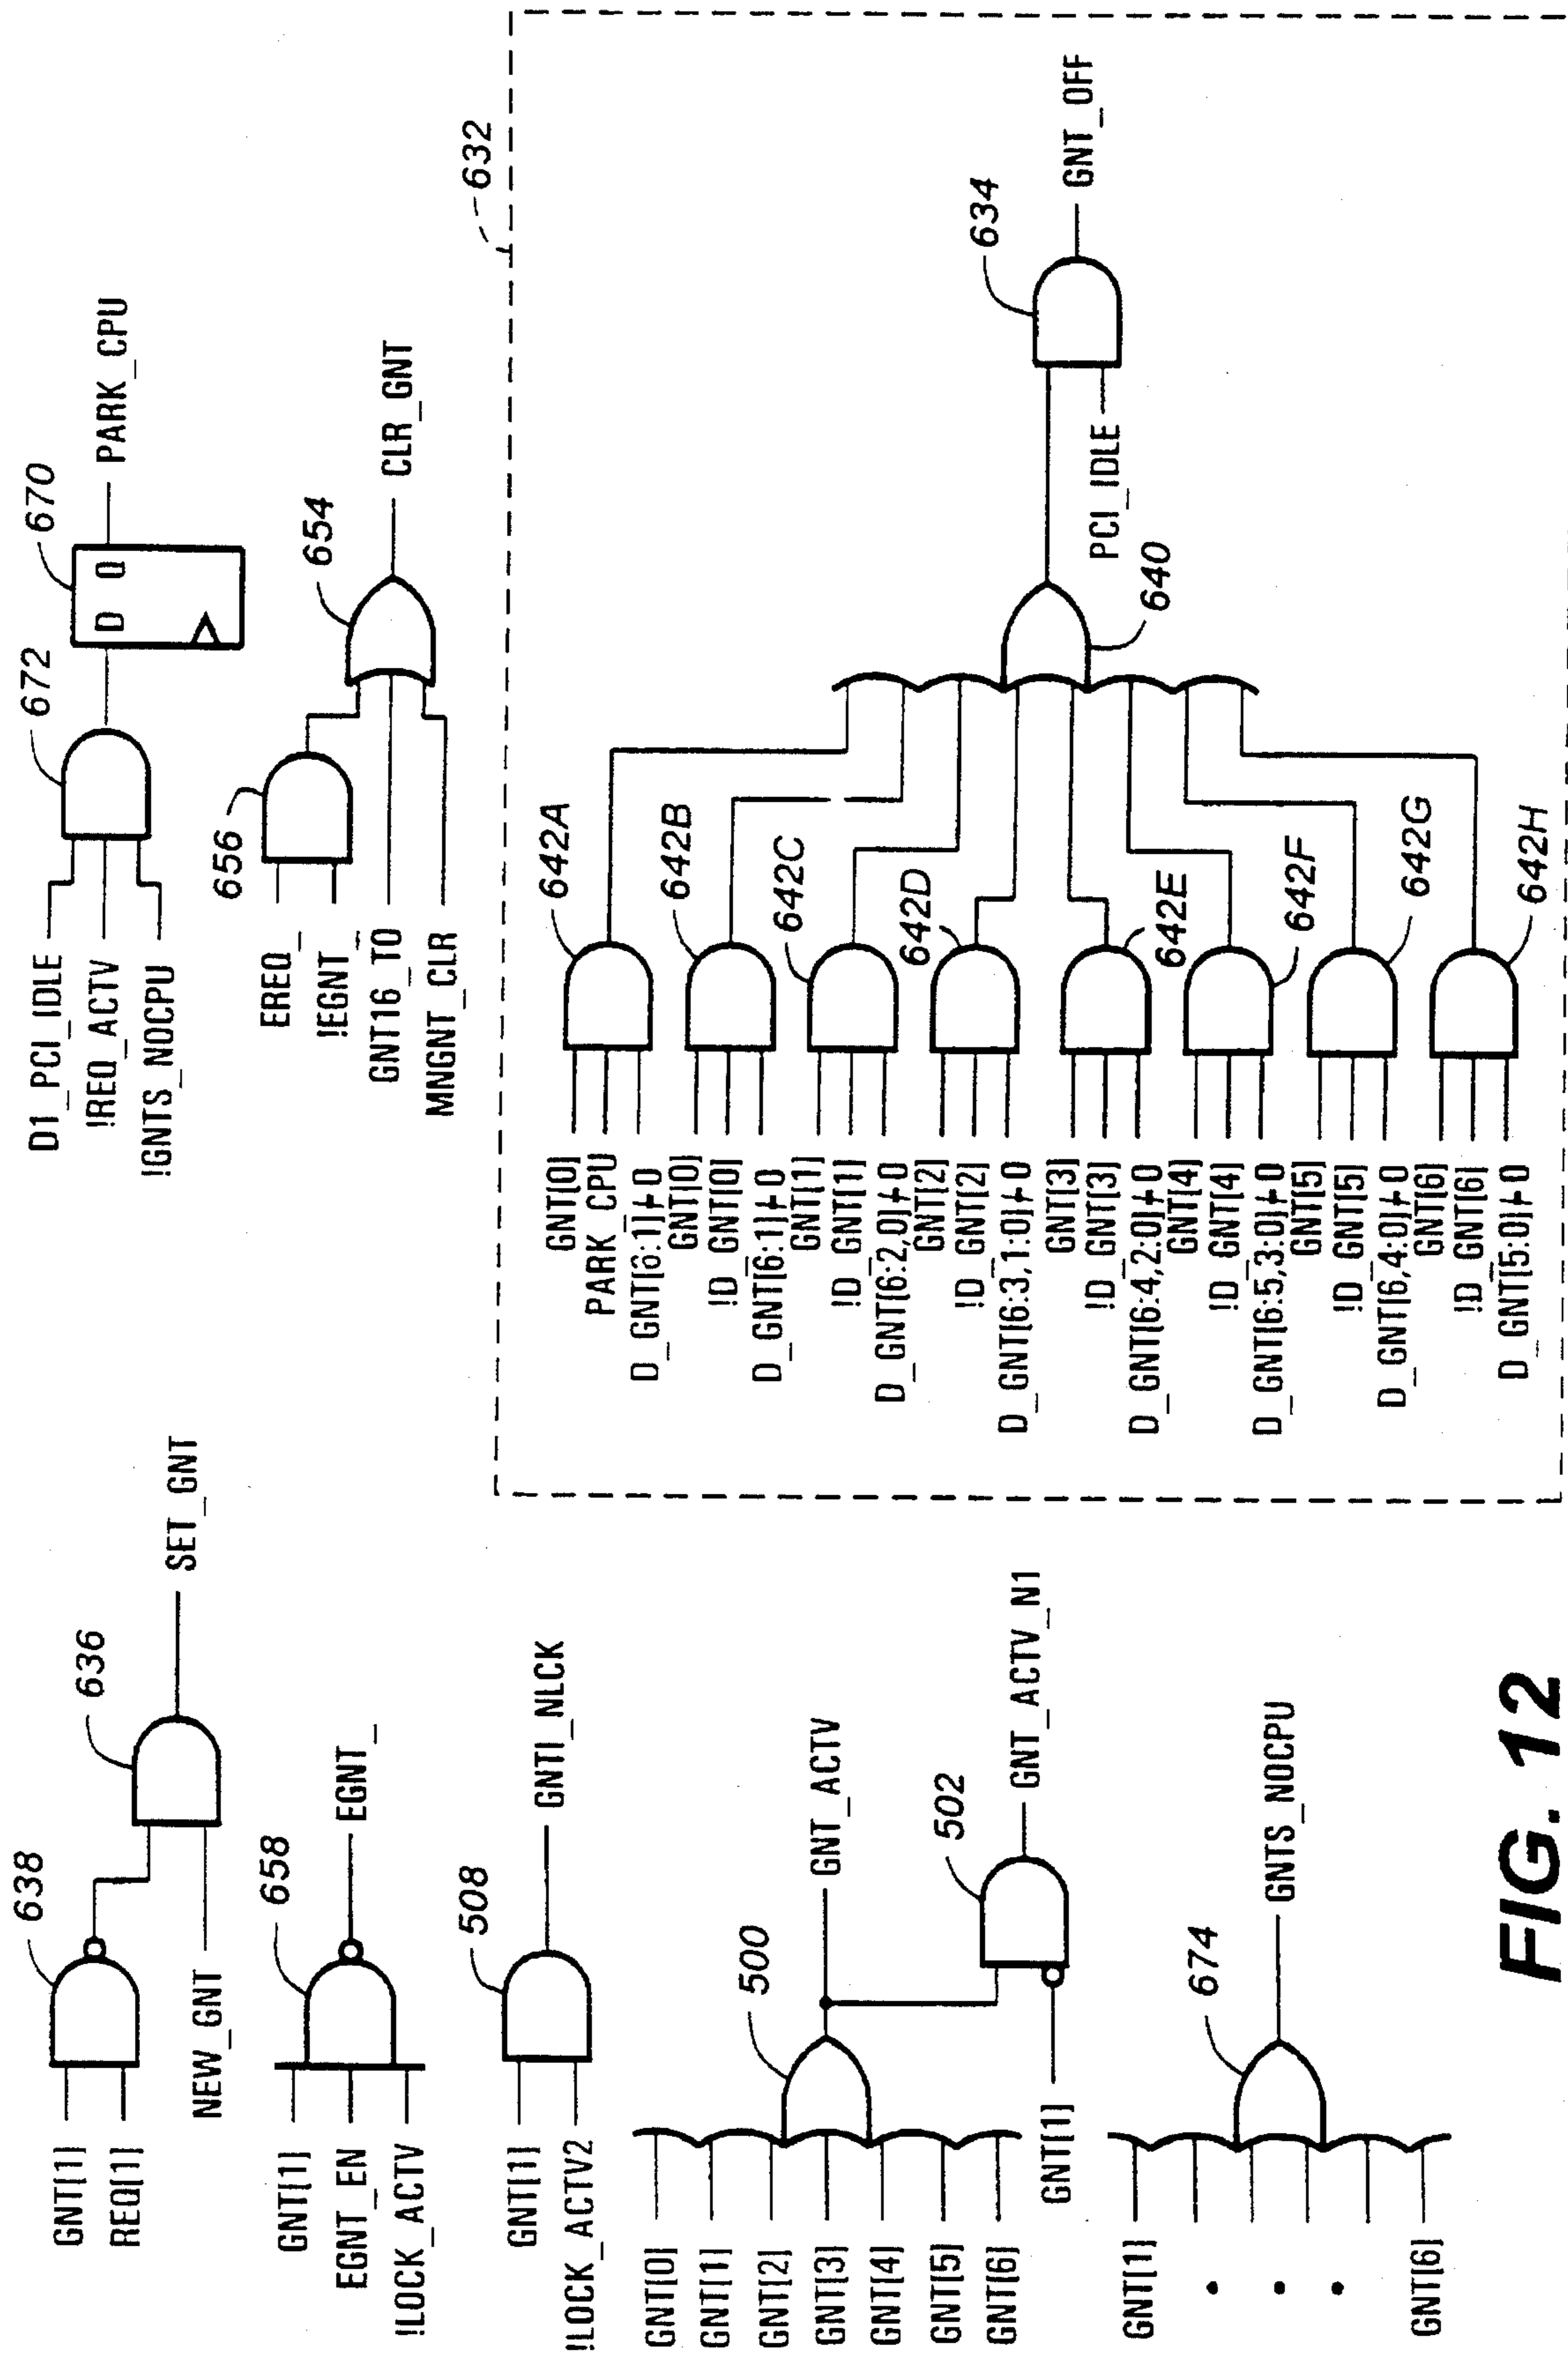 GNT[1]
REQ[1]
638
NEW_GNT
636
SET_GNT
GNT[1]
EGNT_EN
!LOCK_ACTV
658
EGNT_
GNT[1]
!LOCK_ACTV2
508
GNTI_NLCK
GNT[0]
GNT[1]
GNT[2]
GNT[3]
GNT[4]
GNT[5]
GNT[6]
500
GNT_ACTV
GNT[1]
502
GNT_ACTV_N1
GNT[1]
GNT[6]
674
GNTS_NOCPU
D1_PCI_IDLE
!REQ_ACTV
!GNTS_NOCPU
672
D Q
670
PARK_CPU
EREQ_
!EGNT_
GNT16_TO
MNGNT_CLR
656
654
CLR_GNT
632
GNT[0]
PARK_CPU
D_GNT[6:1]≠0
642A
GNT[0]
!D_GNT[0]
D_GNT[6:1]≠0
642B
GNT[1]
!D_GNT[1]
D_GNT[6:2,0]≠0
642C
GNT[2]
!D_GNT[2]
D_GNT[6:3,1:0]≠0
642D
GNT[3]
!D_GNT[3]
D_GNT[6:4,2:0]≠0
642E
GNT[4]
!D_GNT[4]
D_GNT[6:5,3:0]≠0
642F
GNT[5]
!D_GNT[5]
D_GNT[6,4:0]≠0
642G
GNT[6]
!D_GNT[6]
D_GNT[5:0]≠0
642H
640
PCI_IDLE
634
GNT_OFF
FIG. 12